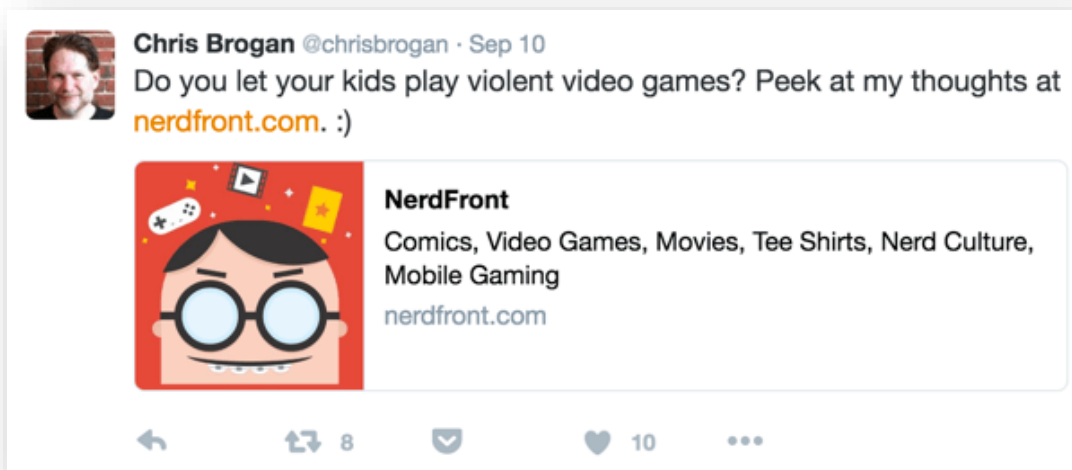 Chris Brogan @chrisbrogan · Sep 10
Do you let your kids play violent video games? Peek at my thoughts at
nerdfront.com. :)
NerdFront
Comics, Video Games, Movies, Tee Shirts, Nerd Culture,
Mobile Gaming
nerdfront.com
8 10